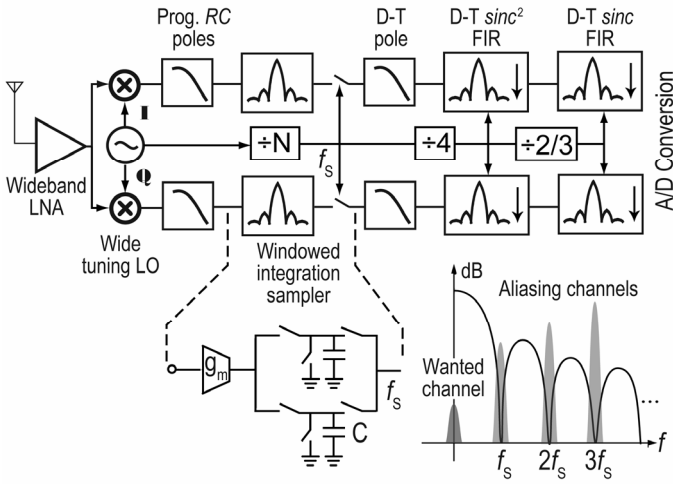 Prog. RC
poles
D-T
pole
D-T sinc²
FIR
D-T sinc
FIR
I
Q
÷N
fS
÷4
÷2/3
A/D Conversion
Wideband
LNA
Wide
tuning LO
Windowed
integration
sampler
gm
C
fS
dB
Aliasing channels
Wanted
channel
...
f
fS
2fS
3fS